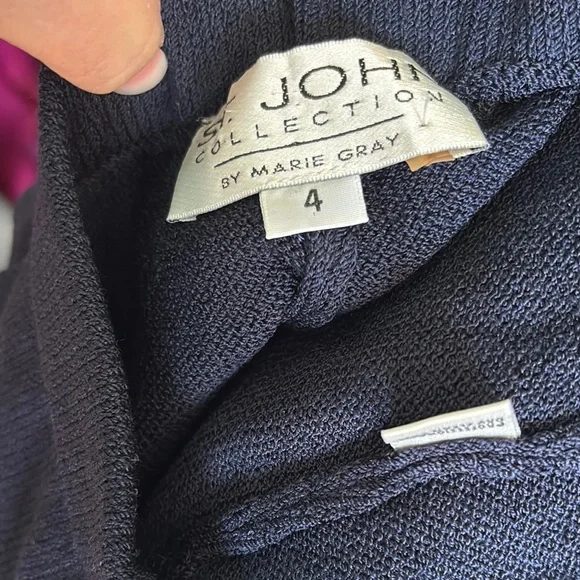 St. JOHN
COLLECTION
BY MARIE GRAY
4